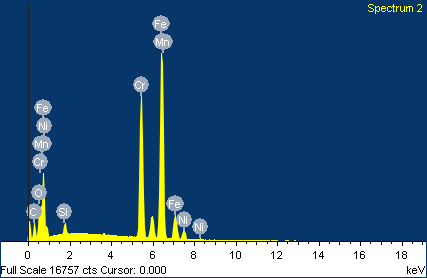 Spectrum 2
Fe
Mn
Cr
Fe
Ni
Mn
Cr
O
C
Si
Fe
Ni
Ni
0 2 4 6 8 10 12 14 16 18
Full Scale 16757 cts Cursor: 0.000 keV